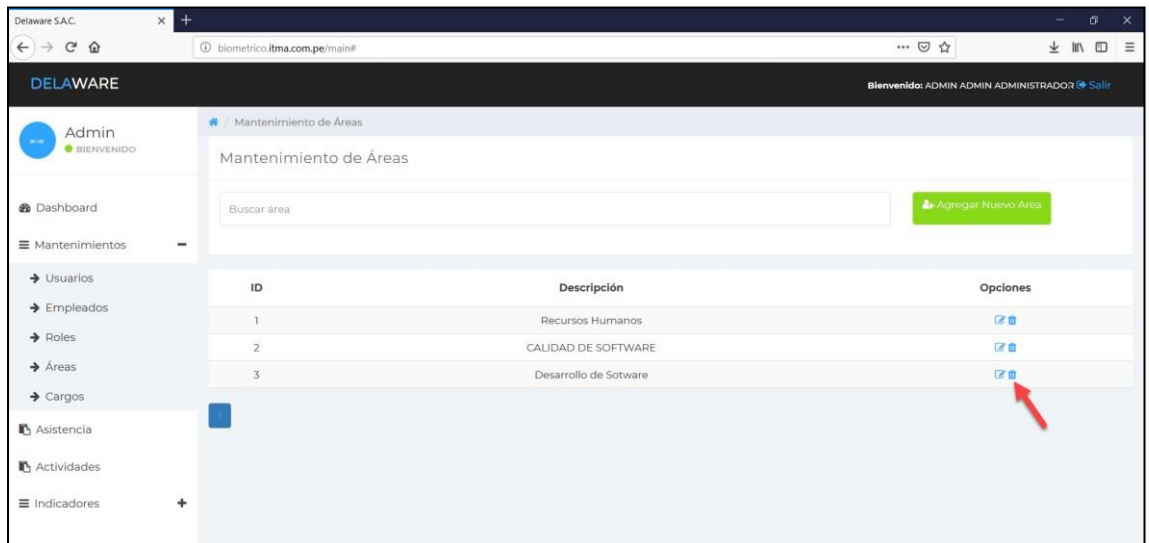 Delaware S.A.C.
biometrico.itma.com.pe/main#
DELAWARE
Bienvenido: ADMIN ADMIN ADMINISTRADOR Salir
Admin
BIENVENIDO
/ Mantenimiento de Áreas
Mantenimiento de Áreas
Dashboard
Buscar área
Agregar Nuevo Area
Mantenimientos
Usuarios
Empleados
Roles
Áreas
Cargos
Asistencia
Actividades
Indicadores
ID Descripción Opciones
1 Recursos Humanos
2 CALIDAD DE SOFTWARE
3 Desarrollo de Sotware
1